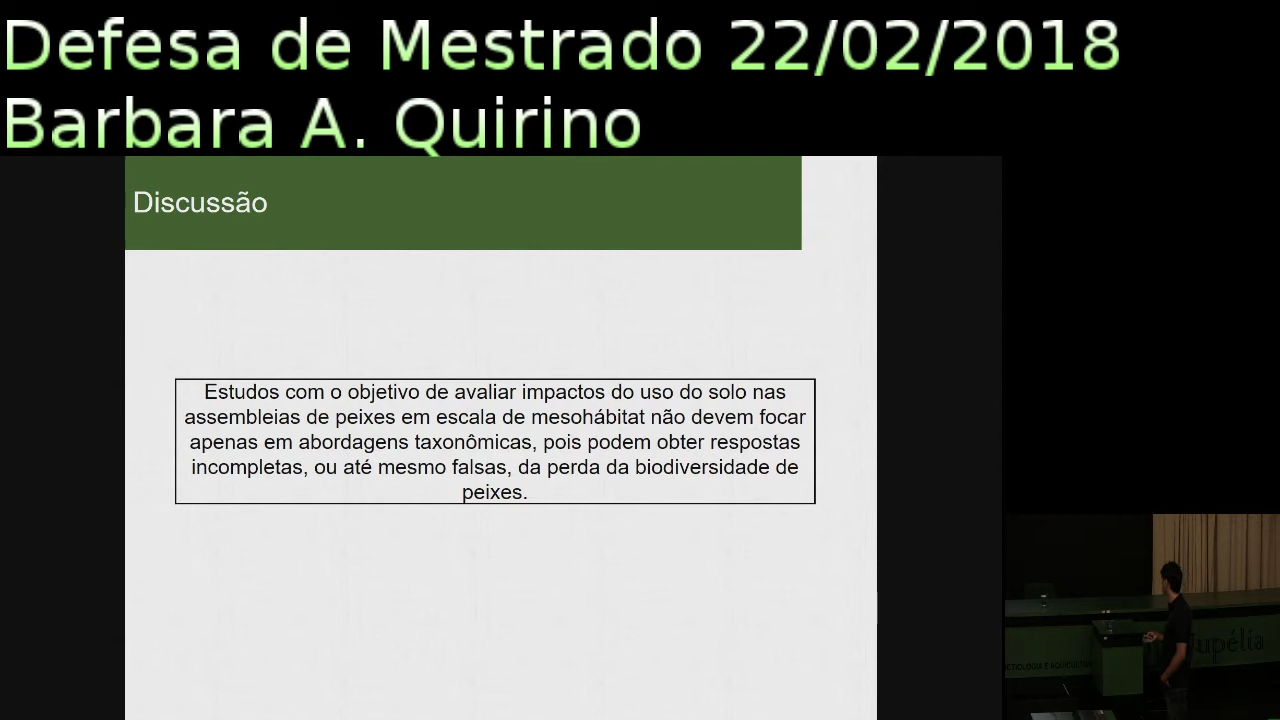 Defesa de Mestrado 22/02/2018
Barbara A. Quirino
Discussão
Estudos com o objetivo de avaliar impactos do uso do solo nas
assembleias de peixes em escala de mesohábitat não devem focar
apenas em abordagens taxonômicas, pois podem obter respostas
incompletas, ou até mesmo falsas, da perda da biodiversidade de
peixes.
upélia